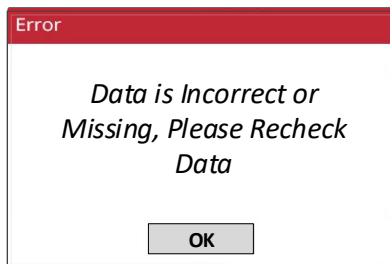 Error
Data is Incorrect or
Missing, Please Recheck
Data
OK